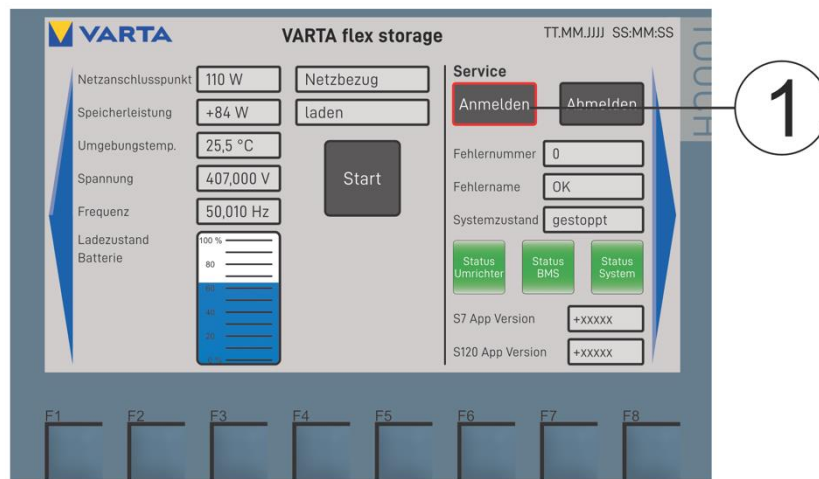 VARTA
VARTA flex storage
TT.MM.JJJJ SS:MM:SS
TOUCH
Netzanschlusspunkt 110 W Netzbezug
Speicherleistung +84 W laden
Umgebungstemp. 25,5 °C
Spannung 407,000 V
Frequenz 50,010 Hz
Start
Ladezustand
Batterie
100 %
80
60
40
20
Service
Anmelden Abmelden
1
Fehlernummer 0
Fehlername OK
Systemzustand gestoppt
Status
Umrichter
Status
BMS
Status
System
S7 App Version +xxxxx
S120 App Version +xxxxx
F1 F2 F3 F4 F5 F6 F7 F8